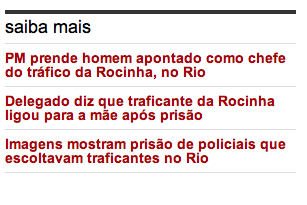 saiba mais
PM prende homem apontado como chefe
do tráfico da Rocinha, no Rio
Delegado diz que traficante da Rocinha
ligou para a mãe após prisão
Imagens mostram prisão de policiais que
escoltavam traficantes no Rio